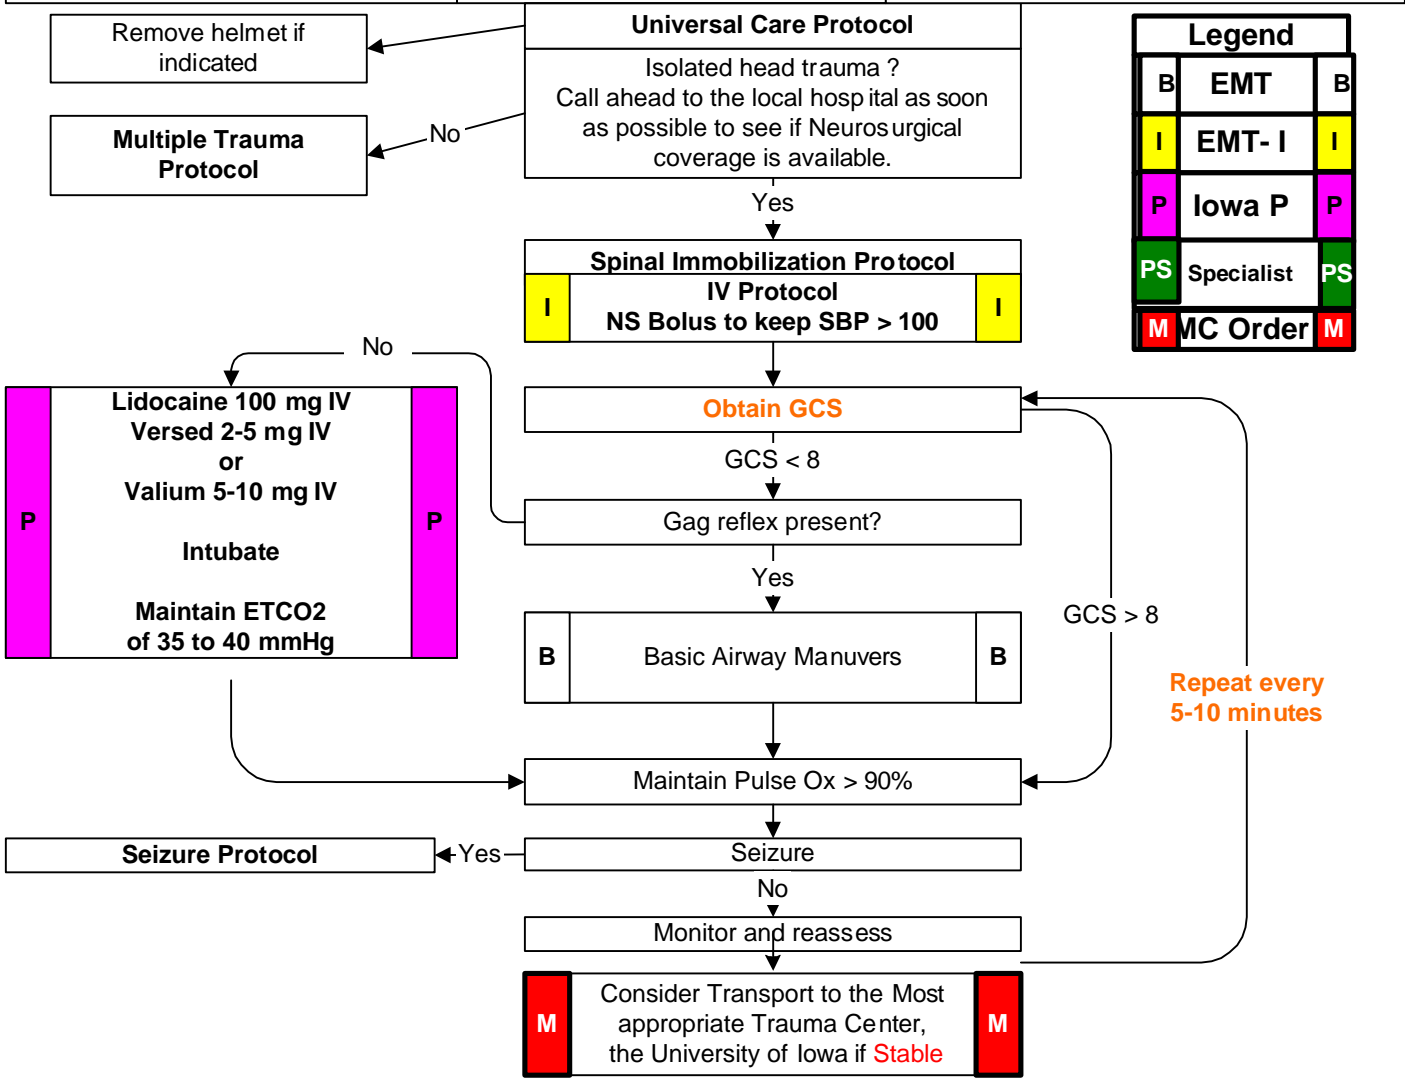 Remove helmet if
indicated
Universal Care Protocol
Isolated head trauma ?
Call ahead to the local hospital as soon
as possible to see if Neurosurgical
coverage is available.
No
Multiple Trauma
Protocol
Yes
Legend
B EMT B
I EMT- I I
P Iowa P P
PS Specialist PS
M MC Order M
Spinal Immobilization Protocol
I IV Protocol I
NS Bolus to keep SBP > 100
No
Lidocaine 100 mg IV
Versed 2-5 mg IV
or
Valium 5-10 mg IV
P P
Intubate
Maintain ETCO2
of 35 to 40 mmHg
Obtain GCS
GCS < 8
Gag reflex present?
Yes
GCS > 8
B Basic Airway Manuvers B
Repeat every
5-10 minutes
Maintain Pulse Ox > 90%
Seizure Protocol
Yes
Seizure
No
Monitor and reassess
Consider Transport to the Most
M appropriate Trauma Center, M
the University of Iowa if Stable